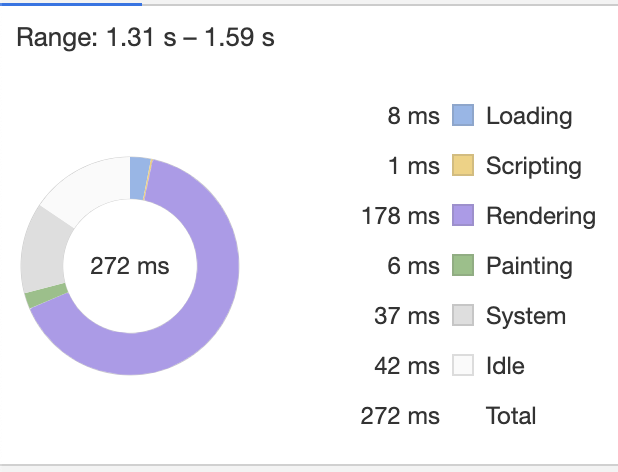 Range: 1.31 s – 1.59 s
8 ms Loading
1 ms Scripting
178 ms Rendering
272 ms
6 ms Painting
37 ms System
42 ms Idle
272 ms Total